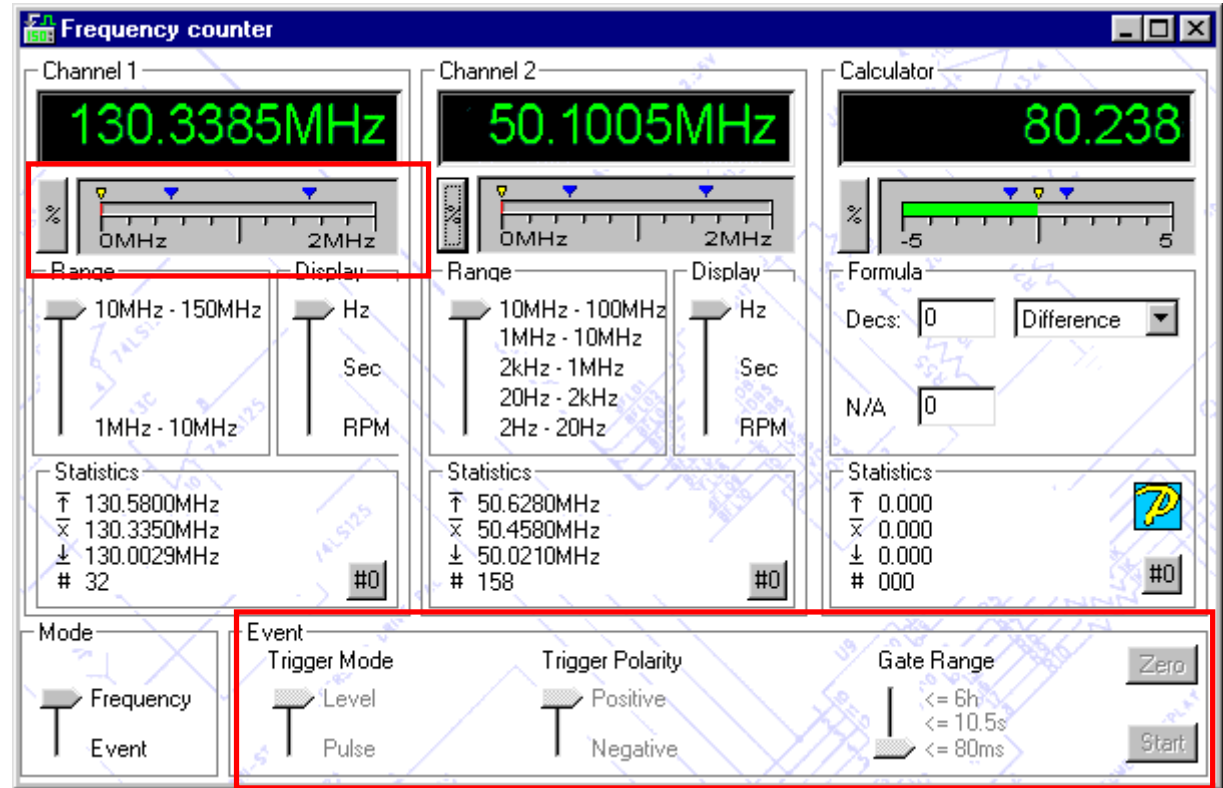 Frequency counter
Channel 1
130.3385MHz
%
0MHz 2MHz
Range
10MHz - 150MHz
1MHz - 10MHz
Display
Hz
Sec
RPM
Statistics
130.5800MHz
x 130.3350MHz
130.0029MHz
# 32
#0
Channel 2
50.1005MHz
%
0MHz 2MHz
Range
10MHz - 100MHz
1MHz - 10MHz
2kHz - 1MHz
20Hz - 2kHz
2Hz - 20Hz
Display
Hz
Sec
RPM
Statistics
50.6280MHz
x 50.4580MHz
50.0210MHz
# 158
#0
Calculator
80.238
%
-5 5
Formula
Decs: 0 Difference
N/A 0
Statistics
0.000
x 0.000
0.000
# 000
#0
Mode
Frequency
Event
Event
Trigger Mode
Level
Pulse
Trigger Polarity
Positive
Negative
Gate Range
<= 6h
<= 10.5s
<= 80ms
Zero
Start